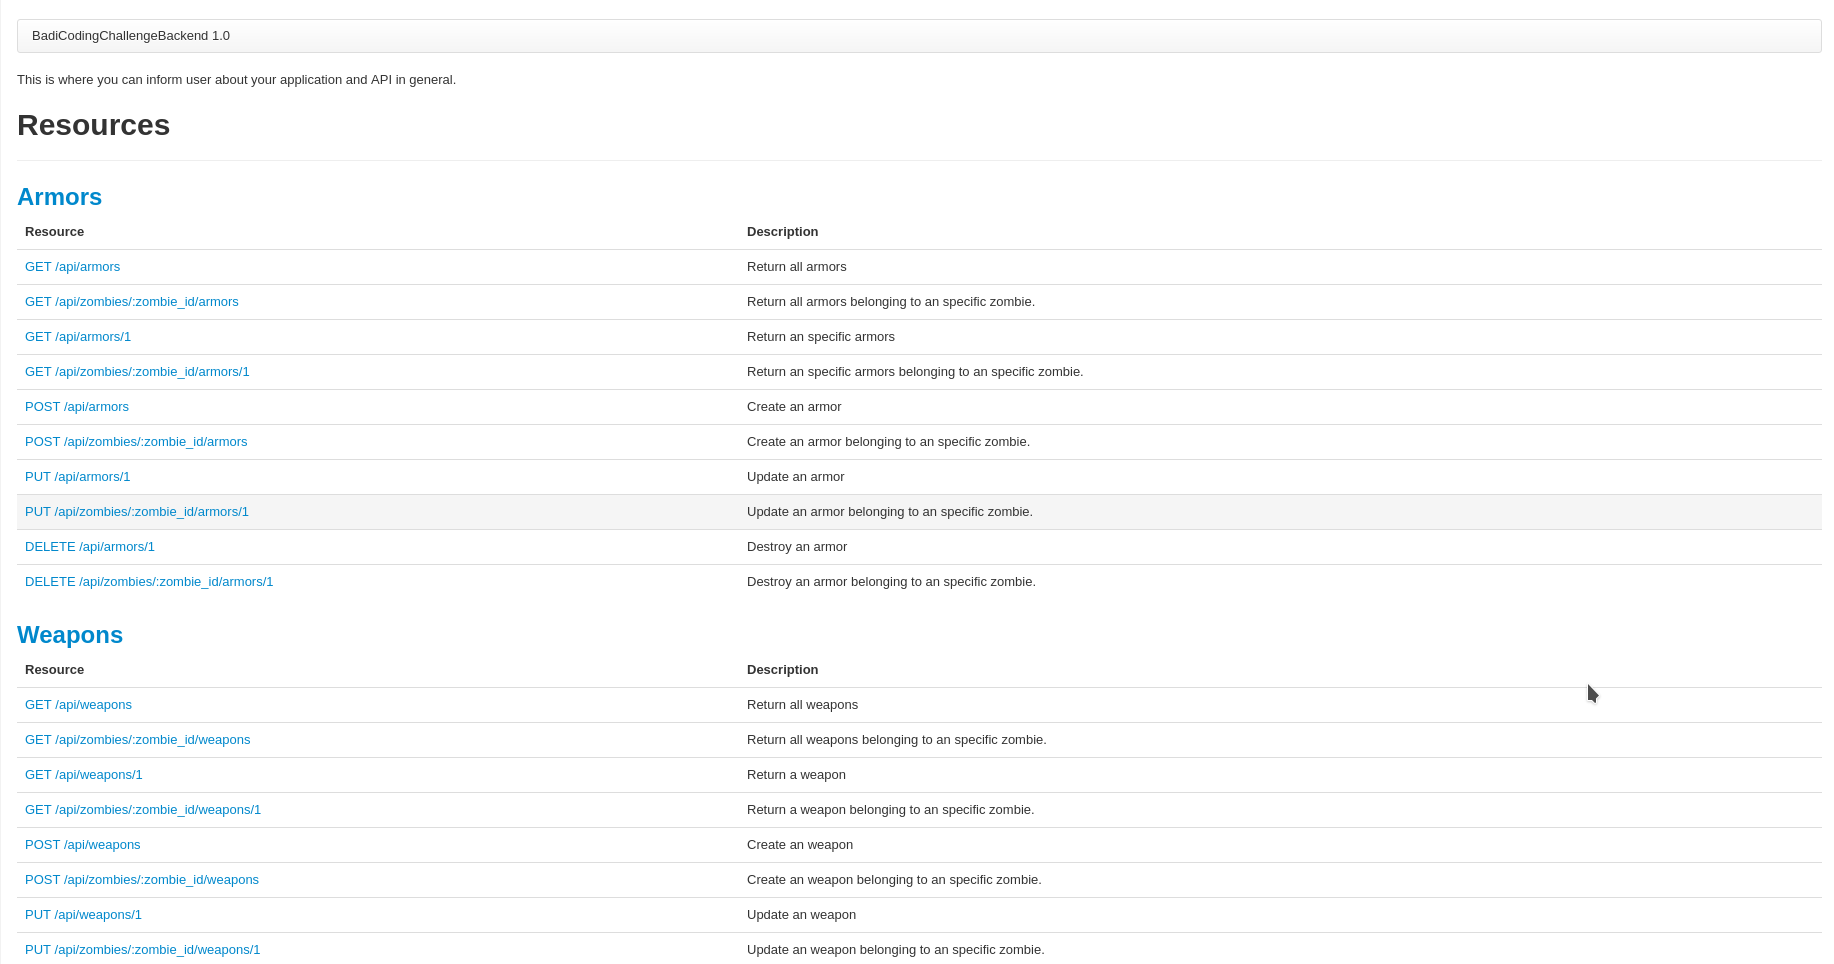 BadiCodingChallengeBackend 1.0
This is where you can inform user about your application and API in general.
Resources
Armors
Resource Description
GET /api/armors Return all armors
GET /api/zombies/:zombie_id/armors Return all armors belonging to an specific zombie.
GET /api/armors/1 Return an specific armors
GET /api/zombies/:zombie_id/armors/1 Return an specific armors belonging to an specific zombie.
POST /api/armors Create an armor
POST /api/zombies/:zombie_id/armors Create an armor belonging to an specific zombie.
PUT /api/armors/1 Update an armor
PUT /api/zombies/:zombie_id/armors/1 Update an armor belonging to an specific zombie.
DELETE /api/armors/1 Destroy an armor
DELETE /api/zombies/:zombie_id/armors/1 Destroy an armor belonging to an specific zombie.
Weapons
Resource Description
GET /api/weapons Return all weapons
GET /api/zombies/:zombie_id/weapons Return all weapons belonging to an specific zombie.
GET /api/weapons/1 Return a weapon
GET /api/zombies/:zombie_id/weapons/1 Return a weapon belonging to an specific zombie.
POST /api/weapons Create an weapon
POST /api/zombies/:zombie_id/weapons Create an weapon belonging to an specific zombie.
PUT /api/weapons/1 Update an weapon
PUT /api/zombies/:zombie_id/weapons/1 Update an weapon belonging to an specific zombie.